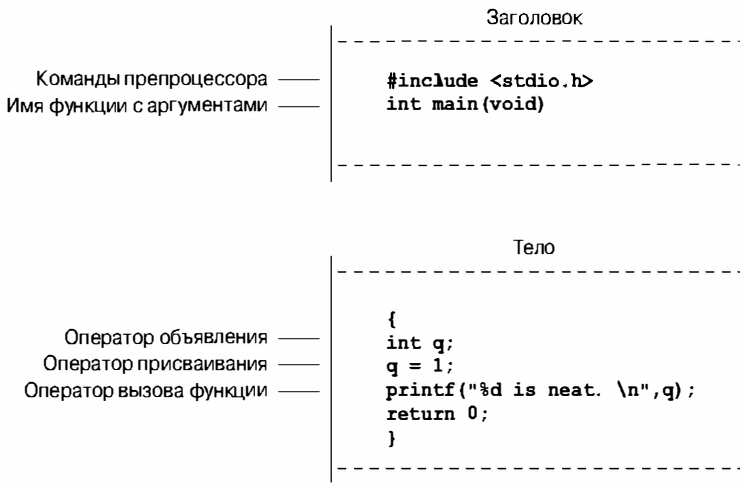 Заголовок
Команды препроцессора #include <stdio.h>
Имя функции с аргументами int main(void)
Тело
{
Оператор объявления int q;
Оператор присваивания q = 1;
Оператор вызова функции printf("%d is neat. \n",q);
return 0;
}